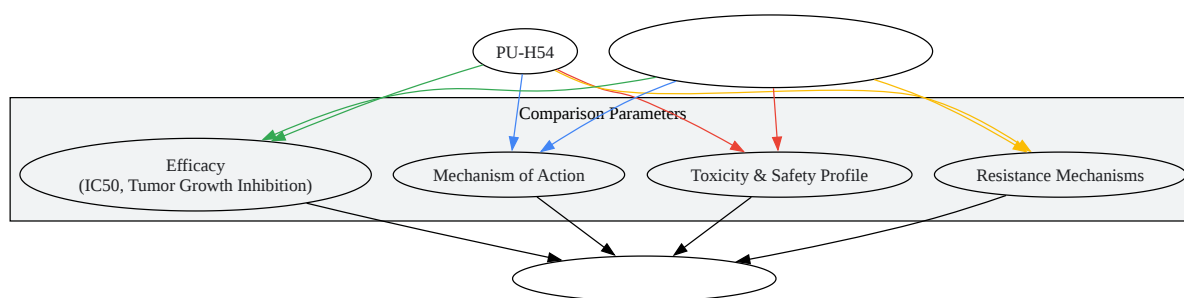 PU-H54
Comparison Parameters
Efficacy
(IC50, Tumor Growth Inhibition)
Mechanism of Action
Toxicity & Safety Profile
Resistance Mechanisms